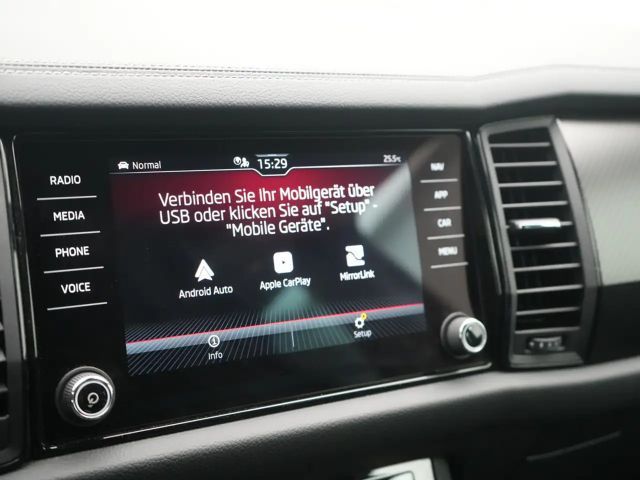 Normal
15:29
25.5°C
RADIO
MEDIA
PHONE
VOICE
NAV
APP
CAR
MENU
Verbinden Sie Ihr Mobilgerät über
USB oder klicken Sie auf "Setup" -
"Mobile Geräte".
Android Auto
Apple CarPlay
MirrorLink
Info
Setup